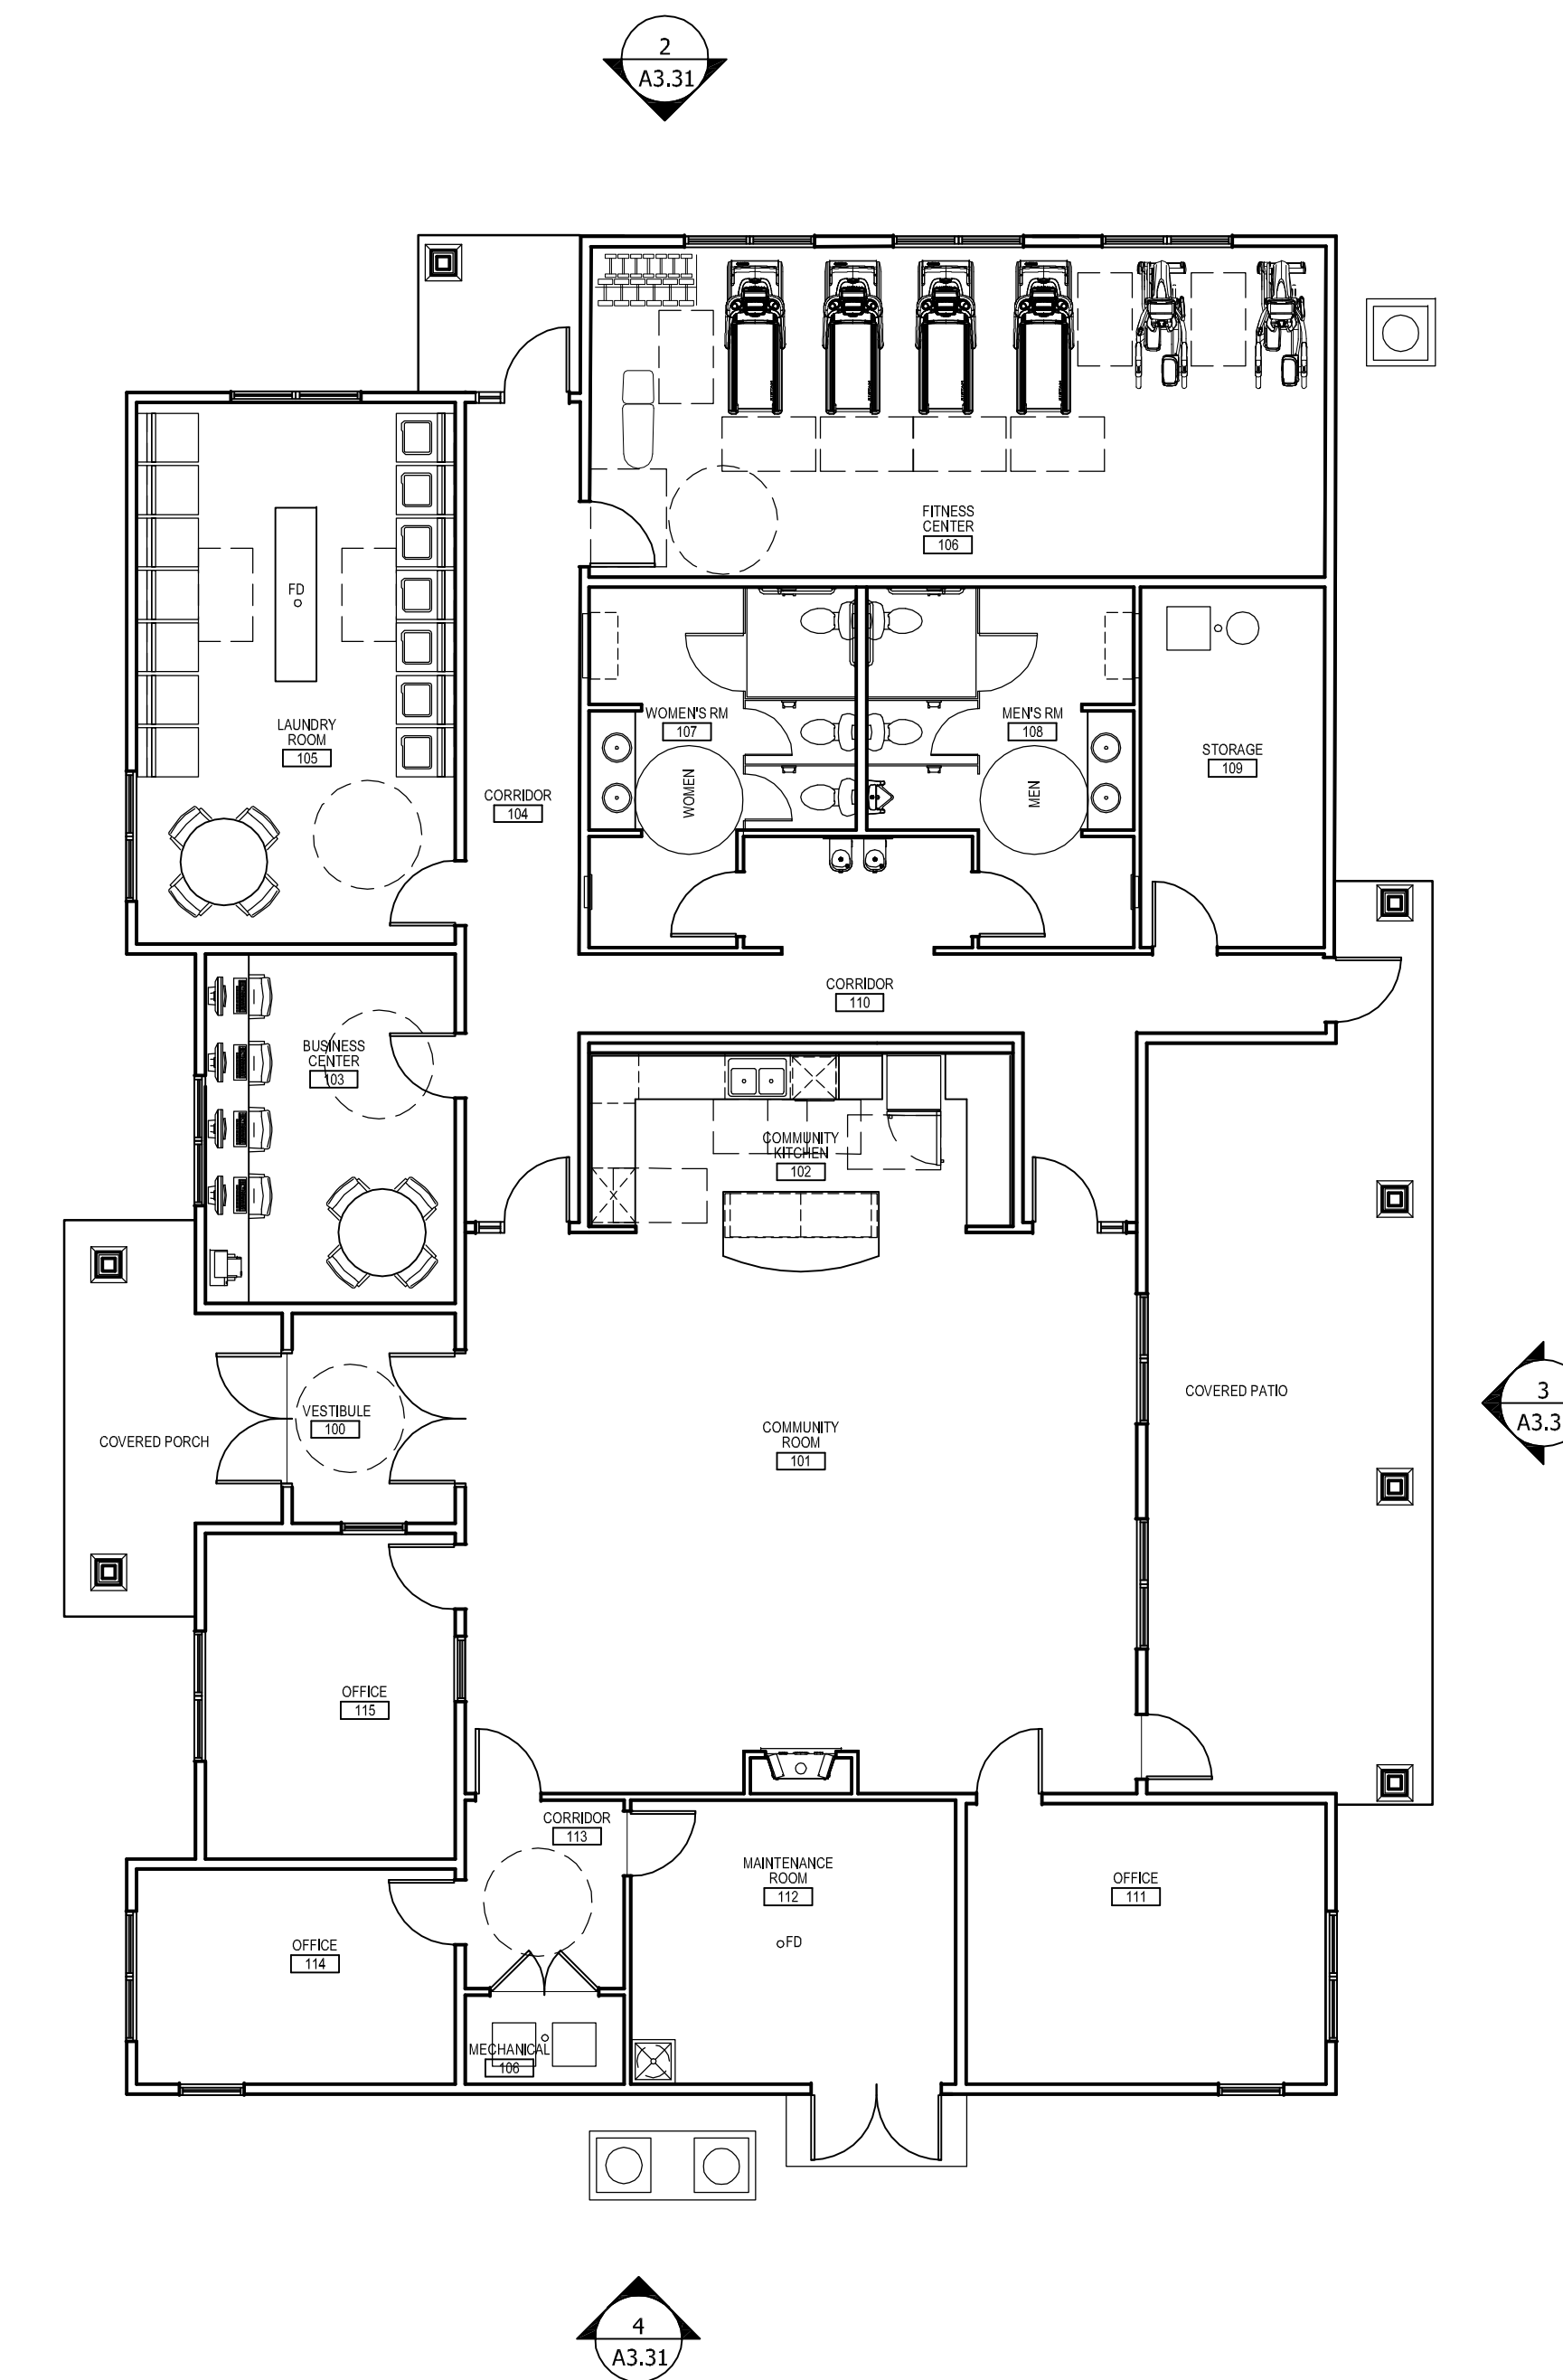 2
A3.31
FITNESS
CENTER
106
FD
LAUNDRY
ROOM
105
WOMEN'S RM
107
MEN'S RM
108
STORAGE
109
WOMEN
MEN
CORRIDOR
104
CORRIDOR
110
BUSINESS
CENTER
103
COMMUNITY
KITCHEN
102
COVERED PATIO
3
A3.3
VESTIBULE
100
COVERED PORCH
COMMUNITY
ROOM
101
OFFICE
115
CORRIDOR
113
MAINTENANCE
ROOM
112
OFFICE
111
FD
OFFICE
114
MECHANICAL
106
4
A3.31